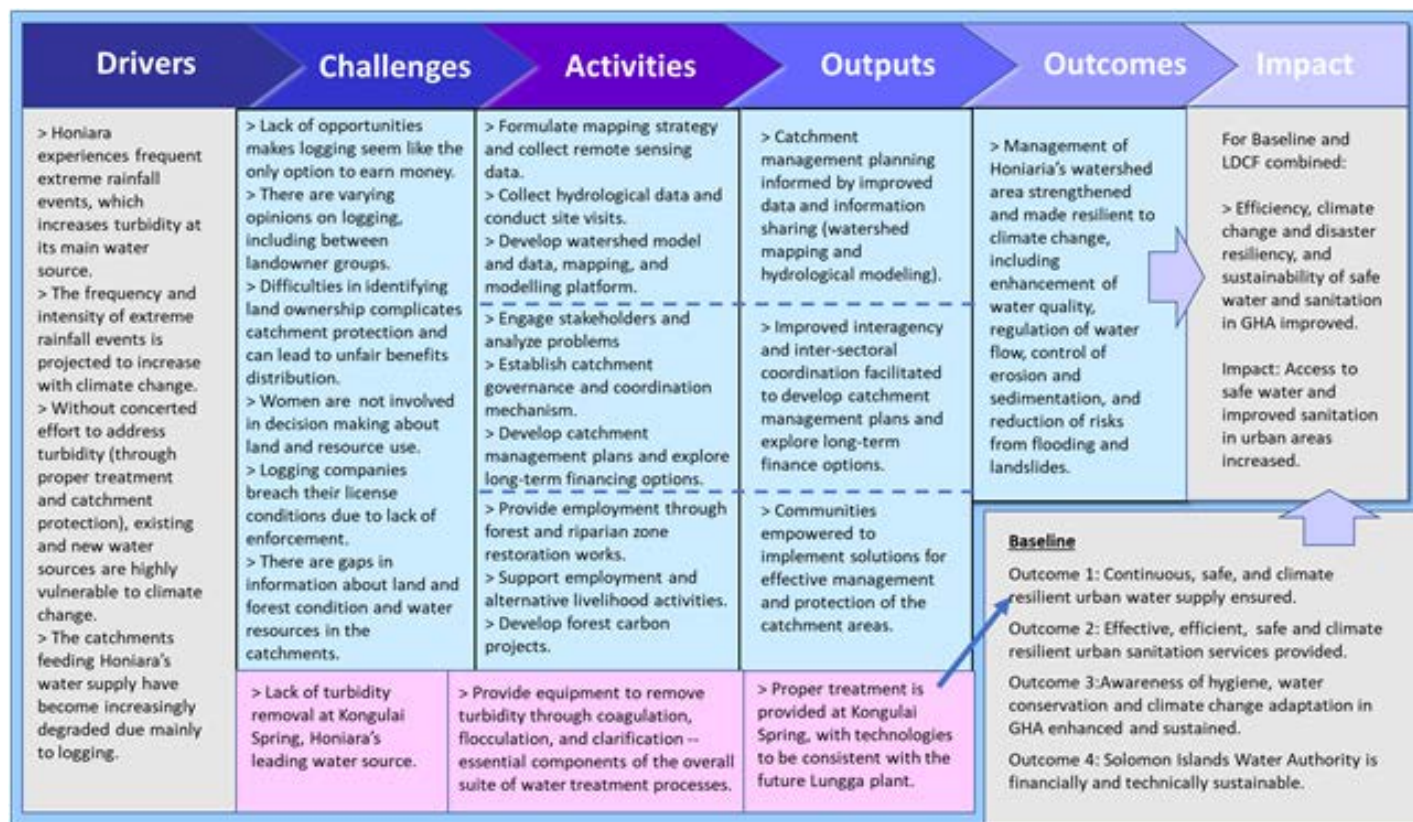 Drivers
Challenges
Activities
Outputs
Outcomes
Impact
> Honiara
experiences frequent
extreme rainfall
events, which
increases turbidity at
its main water
source.
> The frequency and
intensity of extreme
rainfall events is
projected to increase
with climate change.
> Without concerted
effort to address
turbidity (through
proper treatment
and catchment
protection), existing
and new water
sources are highly
vulnerable to climate
change.
> The catchments
feeding Honiara's
water supply have
become increasingly
degraded due mainly
to logging.
> Lack of opportunities
makes logging seem like the
only option to earn money.
> There are varying
opinions on logging,
including between
landowner groups.
> Difficulties in identifying
land ownership complicates
catchment protection and
can lead to unfair benefits
distribution.
> Women are not involved
in decision making about
land and resource use.
> Logging companies
breach their license
conditions due to lack of
enforcement.
> There are gaps in
information about land and
forest condition and water
resources in the
catchments.
> Lack of turbidity
removal at Kongulai
Spring, Honiara's
leading water source.
> Formulate mapping strategy
and collect remote sensing
data.
> Collect hydrological data and
conduct site visits.
> Develop watershed model
and data, mapping, and
modelling platform.
> Engage stakeholders and
analyze problems
> Establish catchment
governance and coordination
mechanism.
> Develop catchment
management plans and explore
long-term financing options.
> Provide employment through
forest and riparian zone
restoration works.
> Support employment and
alternative livelihood activities.
> Develop forest carbon
projects.
> Provide equipment to remove
turbidity through coagulation,
flocculation, and clarification --
essential components of the overall
suite of water treatment processes.
> Catchment
management planning
informed by improved
data and information
sharing (watershed
mapping and
hydrological modeling).
> Improved interagency
and inter-sectoral
coordination facilitated
to develop catchment
management plans and
explore long-term
finance options.
> Communities
empowered to
implement solutions for
effective management
and protection of the
catchment areas.
> Proper treatment is
provided at Kongulai
Spring, with technologies
to be consistent with the
future Lungga plant.
> Management of
Honiaria's watershed
area strengthened
and made resilient to
climate change,
including
enhancement of
water quality,
regulation of water
flow, control of
erosion and
sedimentation, and
reduction of risks
from flooding and
landslides.
For Baseline and
LDCF combined:
> Efficiency, climate
change and disaster
resiliency, and
sustainability of safe
water and sanitation
in GHA improved.
Impact: Access to
safe water and
improved sanitation
in urban areas
increased.
Baseline
Outcome 1: Continuous, safe, and climate
resilient urban water supply ensured.
Outcome 2: Effective, efficient, safe and climate
resilient urban sanitation services provided.
Outcome 3:Awareness of hygiene, water
conservation and climate change adaptation in
GHA enhanced and sustained.
Outcome 4: Solomon Islands Water Authority is
financially and technically sustainable.